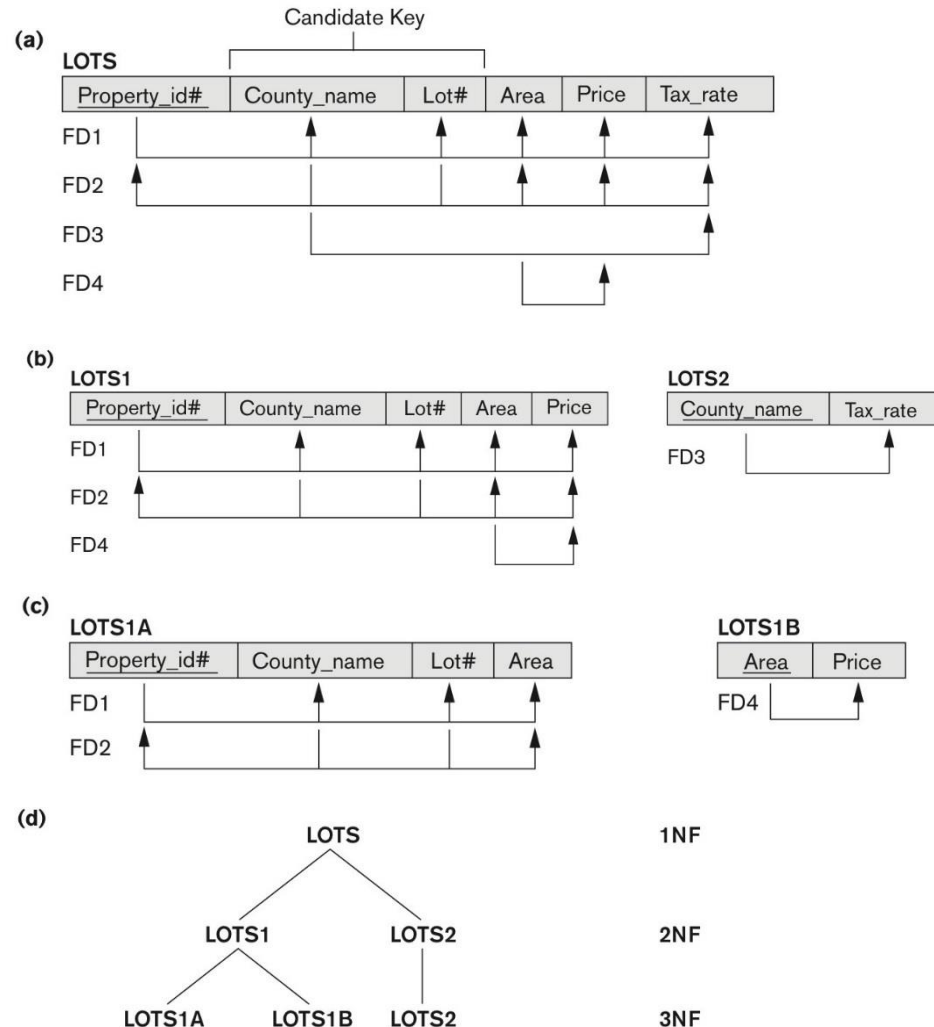 Candidate Key
(a)
LOTS
Property_id# County_name Lot# Area Price Tax_rate
FD1
FD2
FD3
FD4
(b)
LOTS1 LOTS2
Property_id# County_name Lot# Area Price County_name Tax_rate
FD1 FD3
FD2
FD4
(c)
LOTS1A LOTS1B
Property_id# County_name Lot# Area Area Price
FD1 FD4
FD2
(d)
LOTS 1NF
LOTS1 LOTS2 2NF
LOTS1A LOTS1B LOTS2 3NF